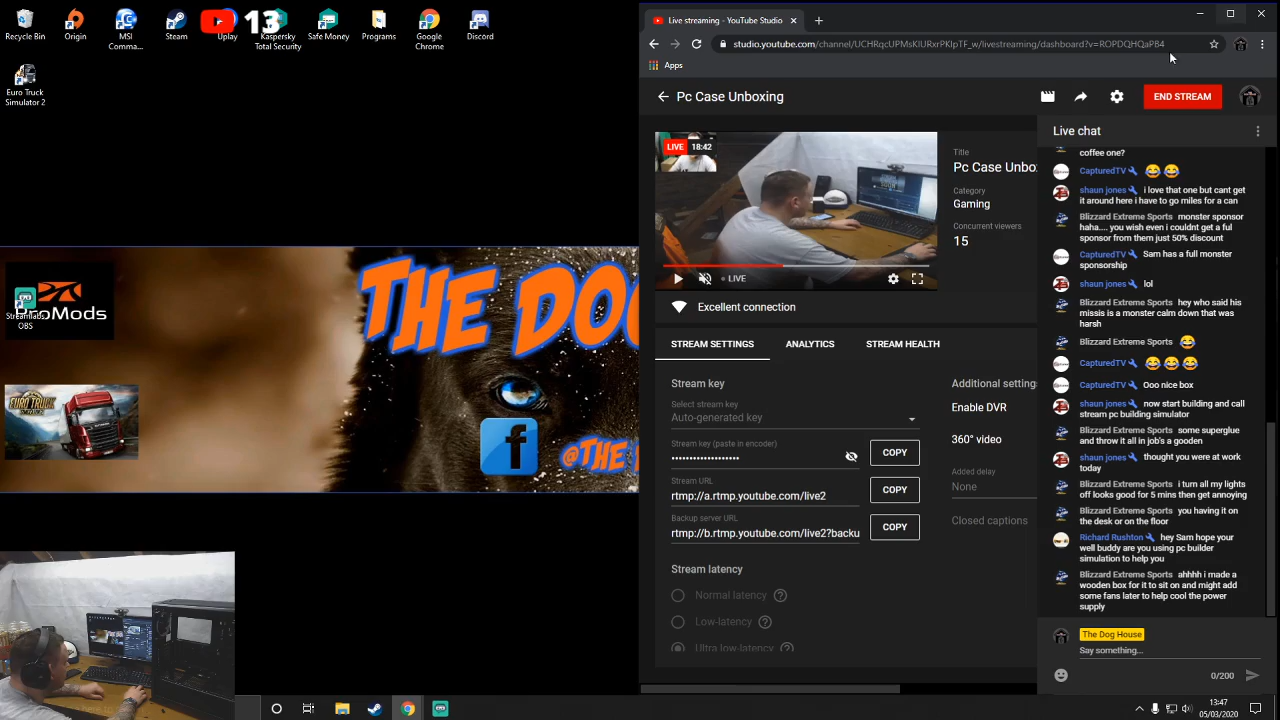 Recycle Bin
Origin
MSI
Comma...
Steam
Uplay
13
Kaspersky
Total Security
Safe Money
Programs
Google
Chrome
Discord
Euro Truck
Simulator 2
ProMods
OBS
EURO TRUCK
THE DOG
f
Live streaming - YouTube Studio
studio.youtube.com/channel/UCHRqcUPMsKlURxrPKlpTF_w/livestreaming/dashboard?v=ROPDQHQaPB4
Apps
Pc Case Unboxing
END STREAM
LIVE 18:42
LIVE
Title
Pc Case Unbo
Category
Gaming
Concurrent viewers
15
Excellent connection
STREAM SETTINGS
ANALYTICS
STREAM HEALTH
Stream key
Select stream key
Auto-generated key
Stream key (paste in encoder)
COPY
Stream URL
rtmp://a.rtmp.youtube.com/live2
COPY
Backup server URL
rtmp://b.rtmp.youtube.com/live2?backu
COPY
Stream latency
Normal latency
Low-latency
Ultra low-latency
Additional setting
Enable DVR
360° video
Added delay
None
Closed captions
Live chat
coffee one?
CapturedTV 😂😂
shaun jones i love that one but cant get
it around here i have to go miles for a can
Blizzard Extreme Sports monster sponsor
haha.... you wish even i couldnt get a ful
sponsor from them just 50% discount
CapturedTV Sam has a full monster
sponsorship
shaun jones lol
Blizzard Extreme Sports hey who said his
missis is a monster calm down that was
harsh
Blizzard Extreme Sports 😂
CapturedTV 😂😂😂
CapturedTV Ooo nice box
shaun jones now start building and call
stream pc building simulator
Blizzard Extreme Sports some superglue
and throw it all in job's a gooden
shaun jones thought you were at work
today
Blizzard Extreme Sports i turn all my lights
off looks good for 5 mins then get annoying
Blizzard Extreme Sports you having it on
the desk or on the floor
Richard Rushton hey Sam hope your
well buddy are you using pc builder
simulation to help you
Blizzard Extreme Sports ahhhh i made a
wooden box for it to sit on and might add
some fans later to help cool the power
supply
The Dog House
Say something...
0/200
13:47
05/03/2020